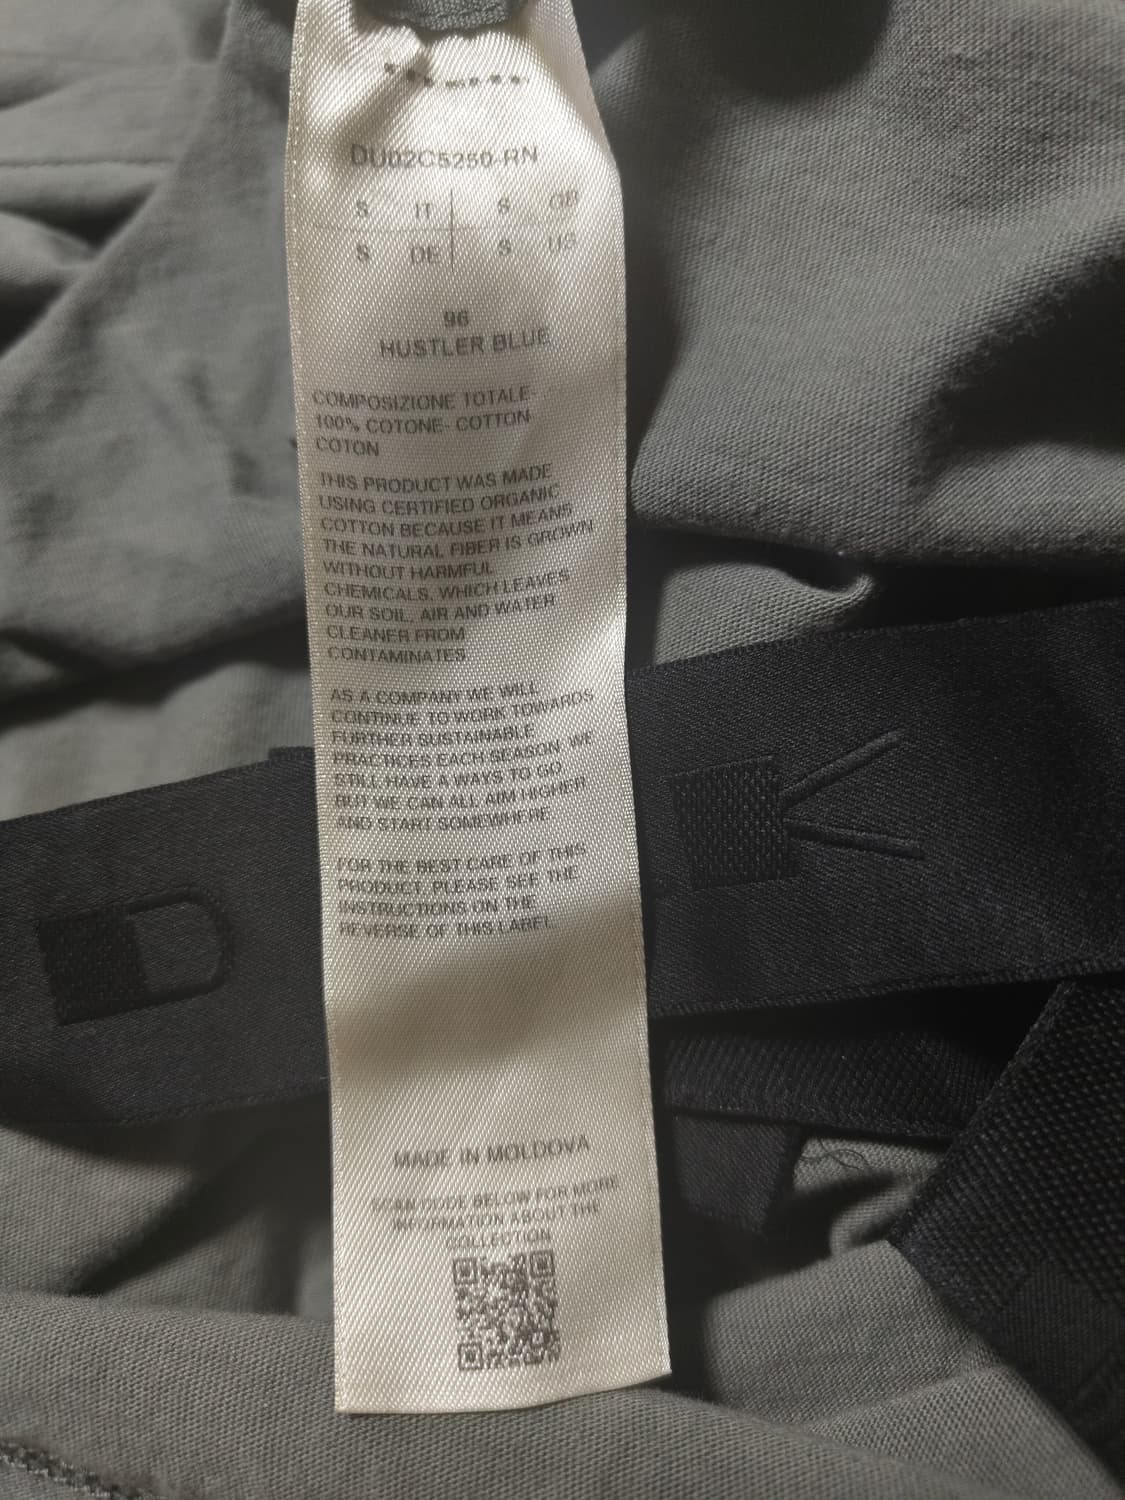 DU02C5250-RN
S IT S GB
S DE S US
96
HUSTLER BLUE
COMPOSIZIONE TOTALE-
100% COTONE- COTTON
COTON
THIS PRODUCT WAS MADE
USING CERTIFIED ORGANIC
COTTON BECAUSE IT MEANS
THE NATURAL FIBER IS GROWN
WITHOUT HARMFUL
CHEMICALS, WHICH LEAVES
OUR SOIL, AIR AND WATER
CLEANER FROM
CONTAMINATES
AS A COMPANY WE WILL
CONTINUE TO WORK TOWARDS
FURTHER SUSTAINABLE
PRACTICES EACH SEASON. WE
STILL HAVE A WAYS TO GO
BUT WE CAN ALL AIM HIGHER
AND START SOMEWHERE
FOR THE BEST CARE OF THIS
PRODUCT, PLEASE SEE THE
INSTRUCTIONS ON THE
REVERSE OF THIS LABEL.
MADE IN MOLDOVA
SCAN CODE BELOW FOR MORE
INFORMATION ABOUT THE
COLLECTION